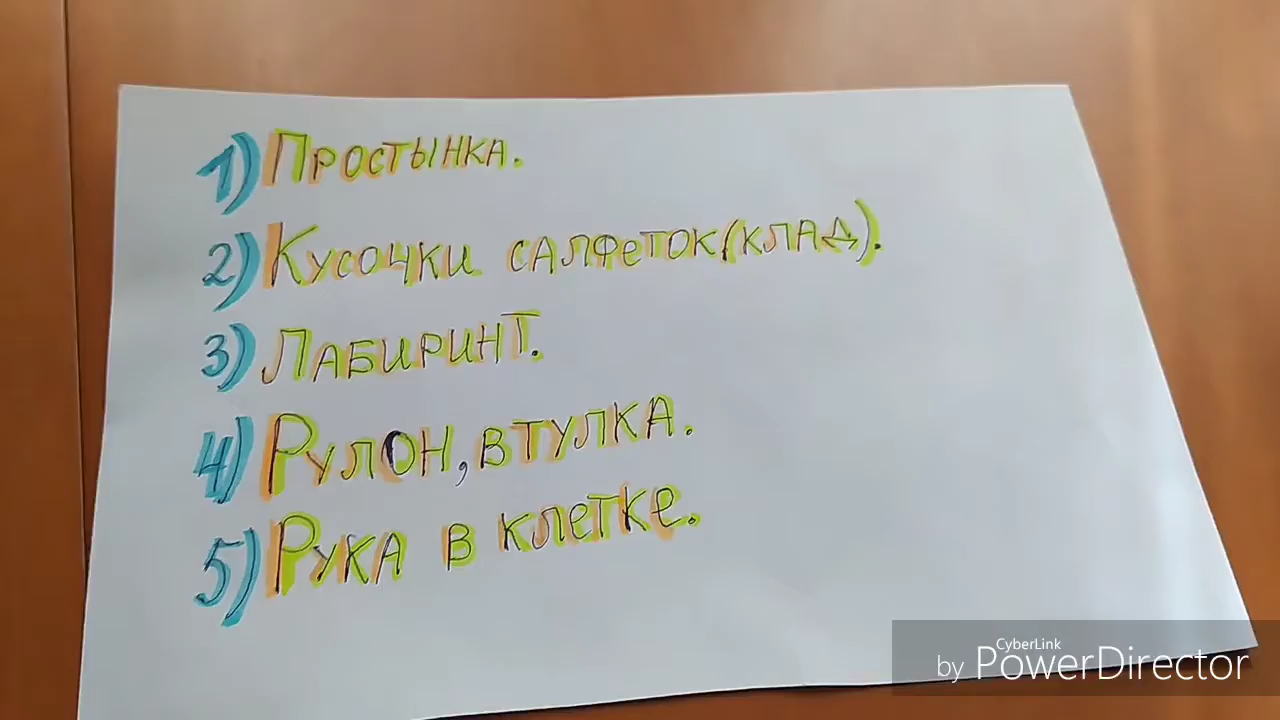 1) Простынка.
2) Кусочки салфеток (клад).
3) Лабиринт.
4) Рулон, втулка.
5) Рука в клетке.
CyberLink
by PowerDirector